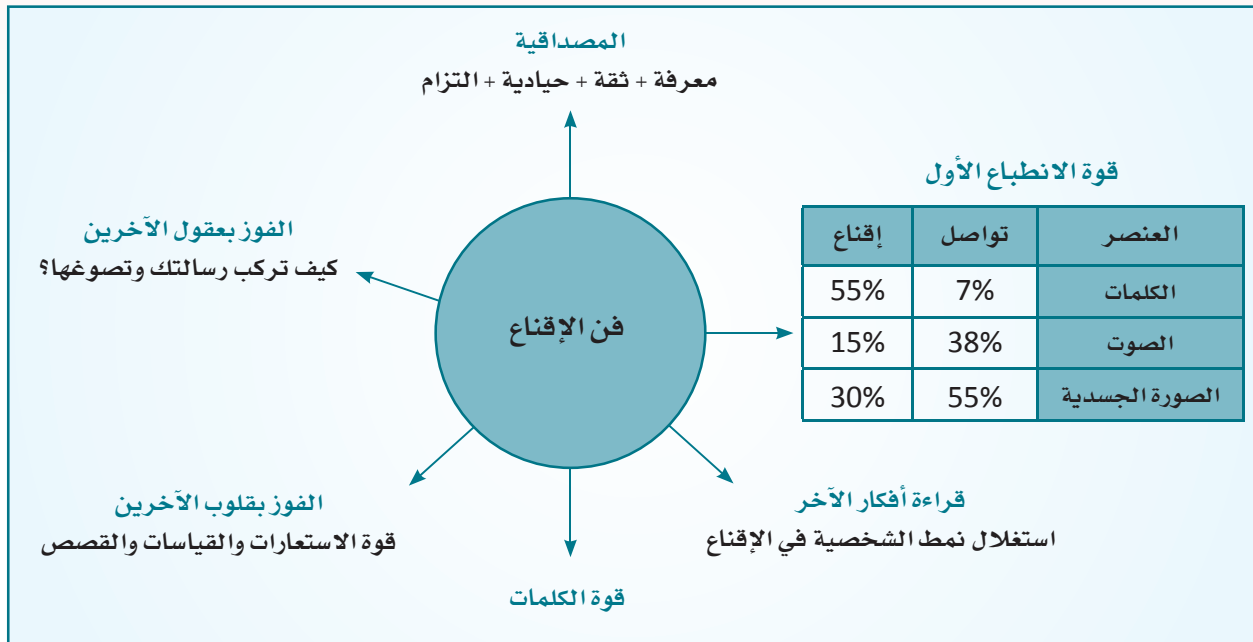 المصداقية
معرفة + ثقة + حيادية + التزام
قوة الانطباع الأول
العنصر تواصل إقناع
الكلمات 7% 55%
الصوت 38% 15%
الصورة الجسدية 55% 30%
الفوز بعقول الآخرين
كيف تركب رسالتك وتصوغها؟
فن الإقناع
قراءة أفكار الآخر
استغلال نمط الشخصية في الإقناع
الفوز بقلوب الآخرين
قوة الاستعارات والقياسات والقصص
قوة الكلمات